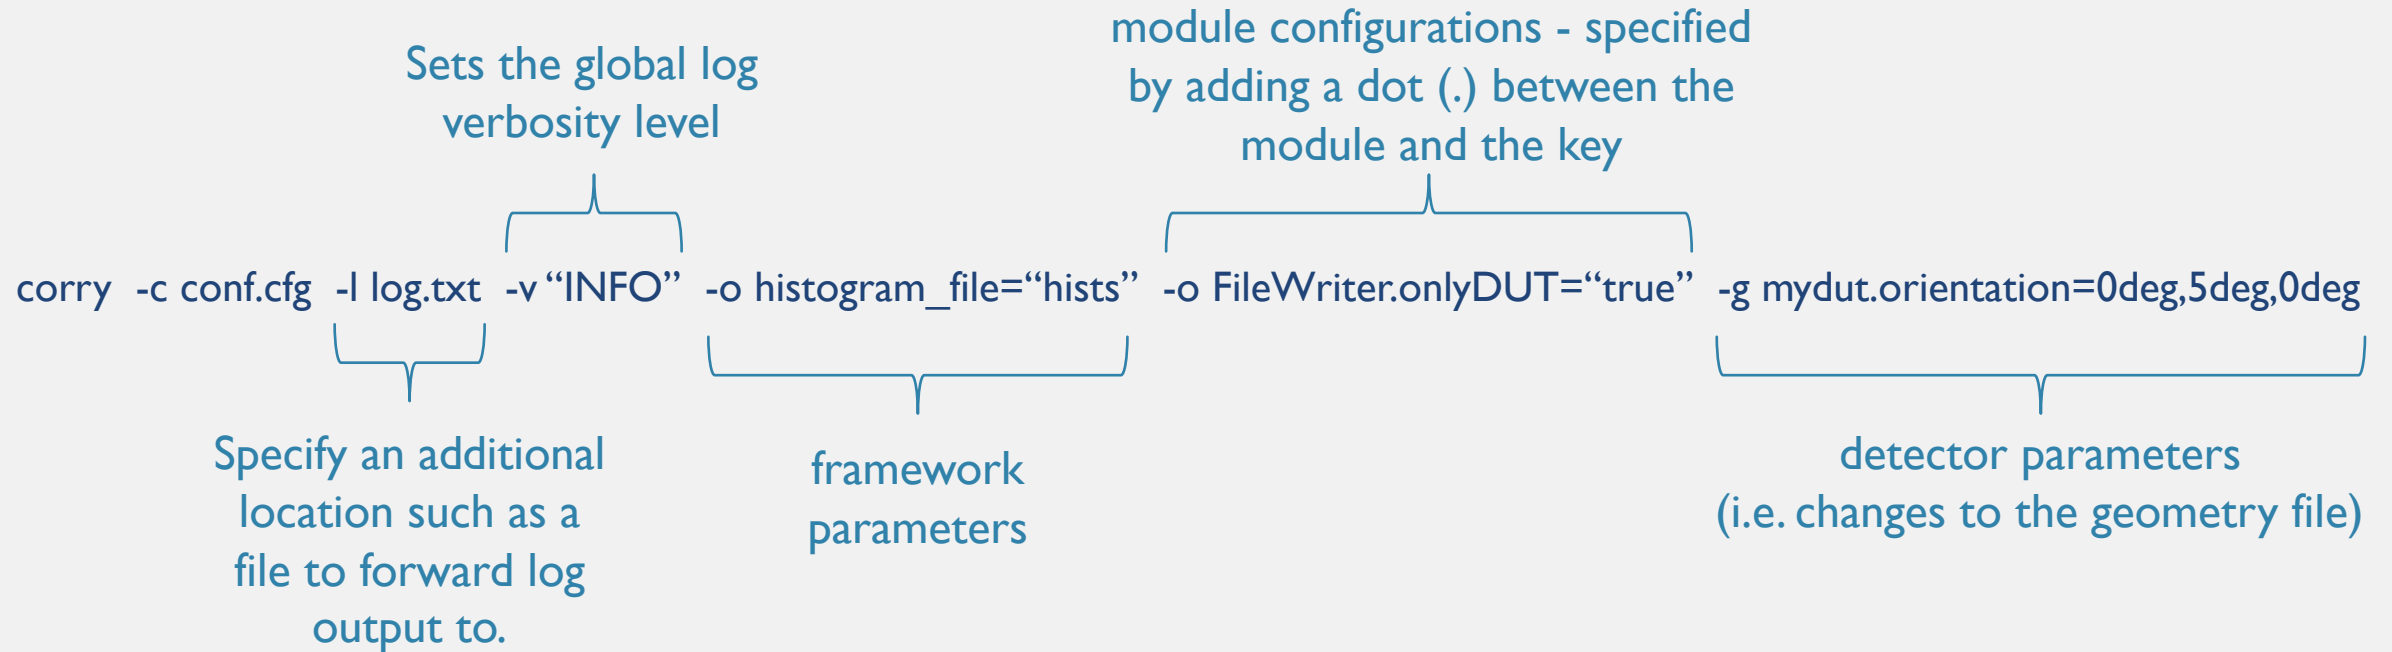 Sets the global log
verbosity level
module configurations - specified
by adding a dot (.) between the
module and the key
corry -c conf.cfg -l log.txt -v “INFO” -o histogram_file=“hists” -o FileWriter.onlyDUT=“true” -g mydut.orientation=0deg,5deg,0deg
Specify an additional
location such as a
file to forward log
output to.
framework
parameters
detector parameters
(i.e. changes to the geometry file)